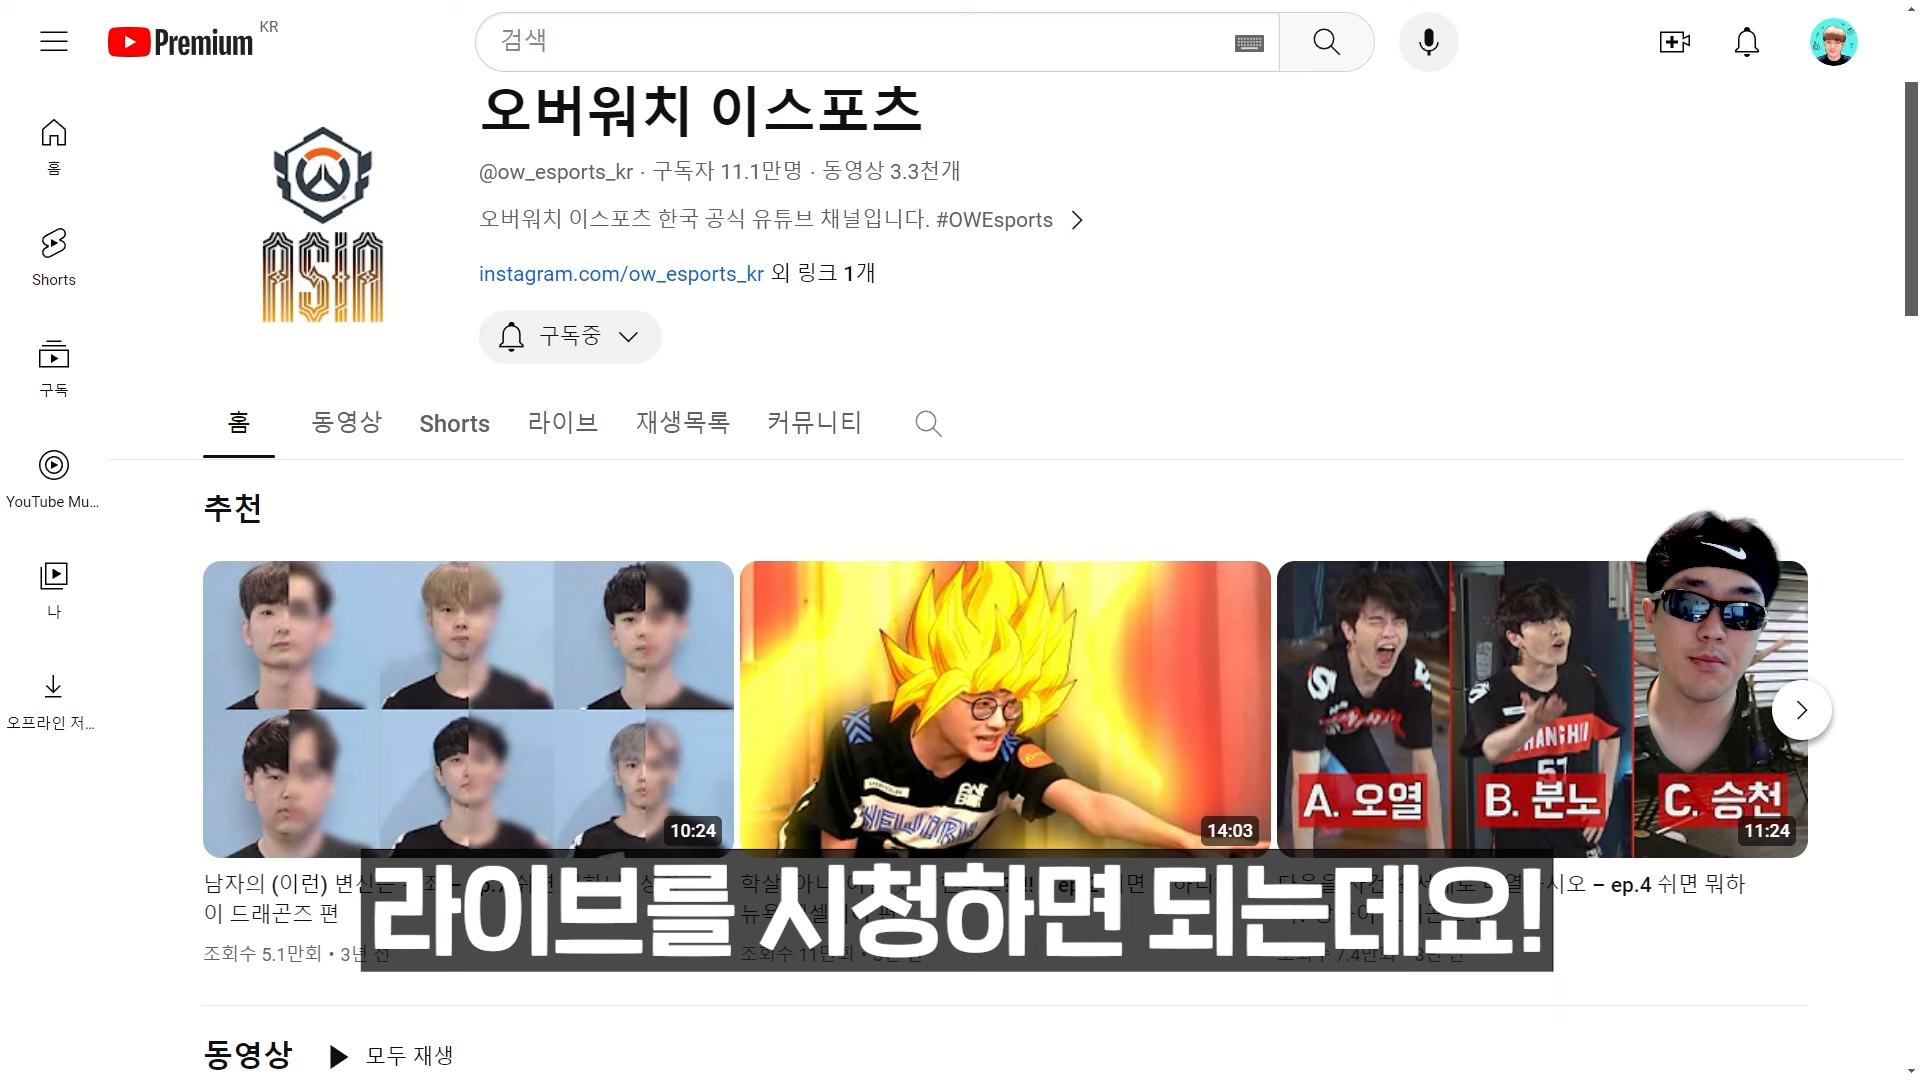 Premium KR
검색
오버워치 이스포츠
@ow_esports_kr · 구독자 11.1만명 · 동영상 3.3천개
오버워치 이스포츠 한국 공식 유튜브 채널입니다. #OWEsports
instagram.com/ow_esports_kr 외 링크 1개
구독중
ASIA
홈
Shorts
구독
YouTube Mu...
나
오프라인 저...
홈 동영상 Shorts 라이브 재생목록 커뮤니티
추천
10:24
NEWARK
14:03
A. 오열
B. 분노
C. 승천
11:24
남자의 (이런) 변신은
이 드래곤즈 편
조회수 5.1만회 • 3년 전
시오 – ep.4 쉬면 뭐하
라이브를 시청하면 되는데요!
동영상 모두 재생